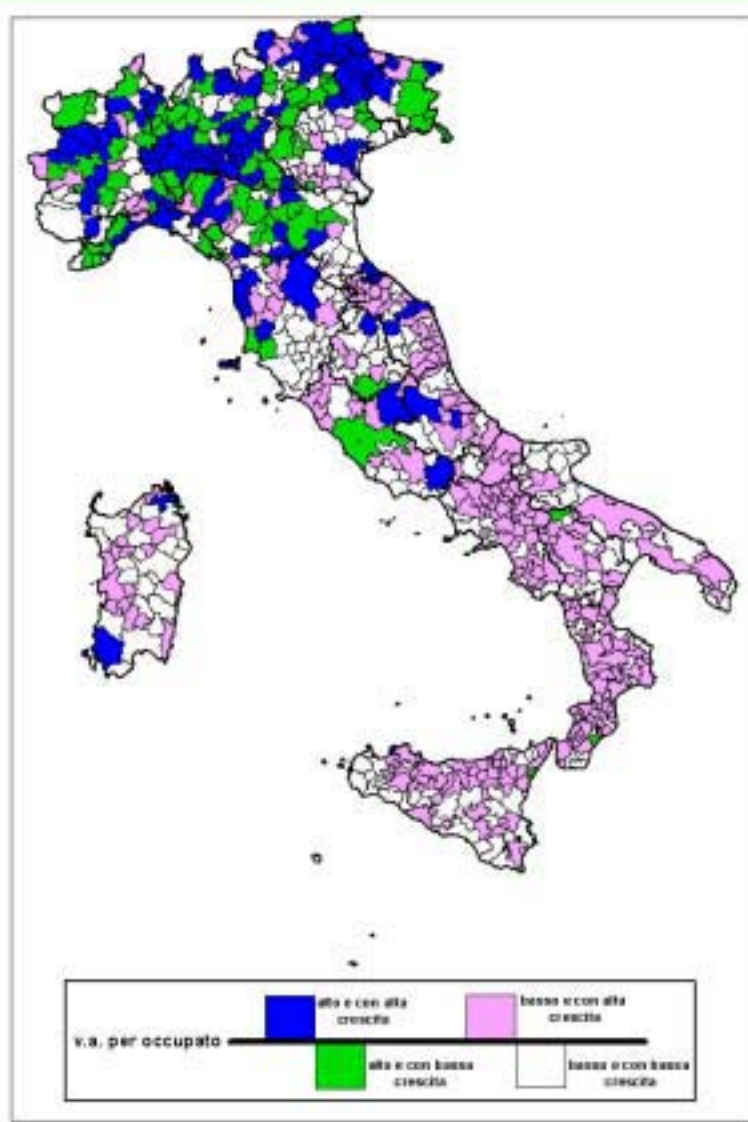 alto e con alta
crescita
basso e con alta
crescita
v.a. per occupato
alto e con bassa
crescita
basso e con bassa
crescita